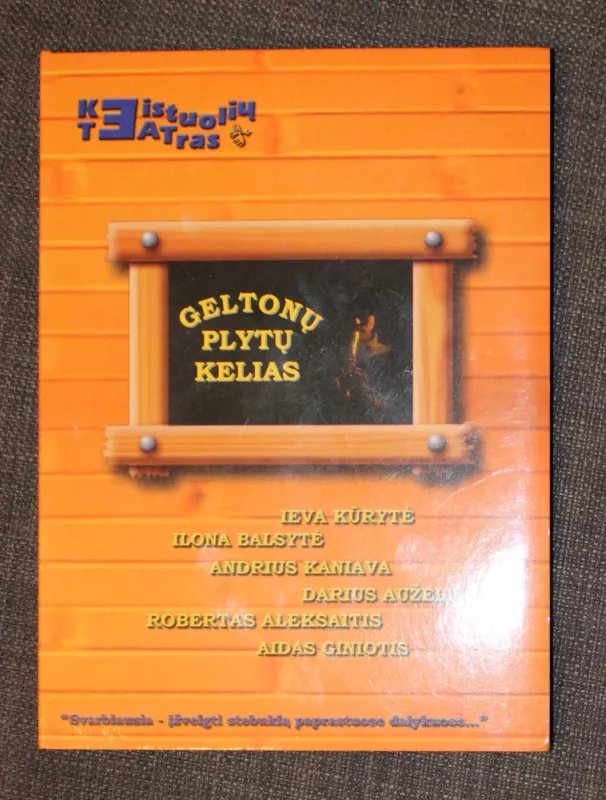 KEistuolių
TEATras
GELTONŲ
PLYTŲ
KELIAS
IEVA KŪRYTĖ
ILONA BALSYTĖ
ANDRIUS KANIAVA
DARIUS
ROBERTAS ALEKSAITIS
AIDAS GINIOTIS
"Svarbiausia - įžvelgti stebuklą paprastuose dalykuose..."